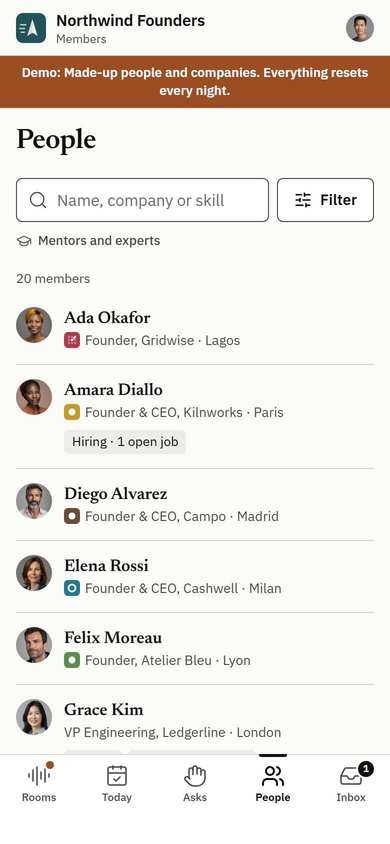 Northwind Founders
Members
Demo: Made-up people and companies. Everything resets
every night.
People
Name, company or skill
Filter
Mentors and experts
20 members
Ada Okafor
Founder, Gridwise · Lagos
Amara Diallo
Founder & CEO, Kilnworks · Paris
Hiring · 1 open job
Diego Alvarez
Founder & CEO, Campo · Madrid
Elena Rossi
Founder & CEO, Cashwell · Milan
Felix Moreau
Founder, Atelier Bleu · Lyon
Grace Kim
VP Engineering, Ledgerline · London
Rooms
Today
Asks
People
1
Inbox